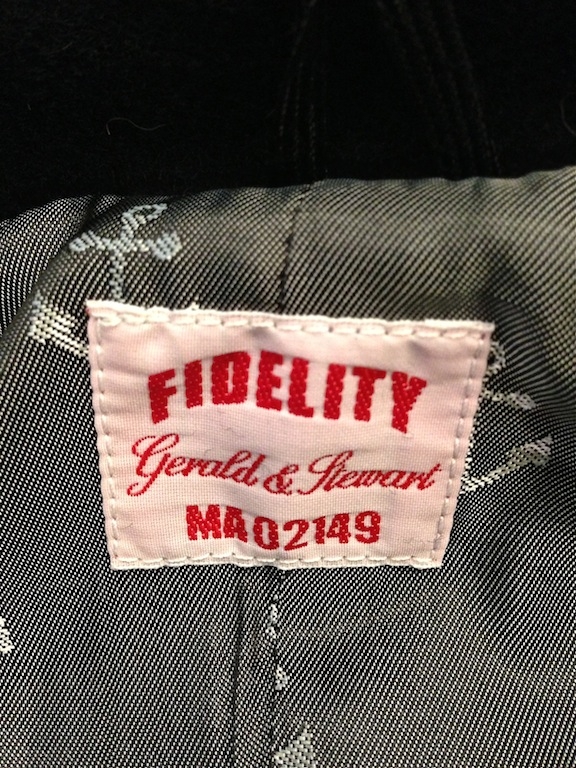 FIDELITY
Gerald & Stewart
MA02149